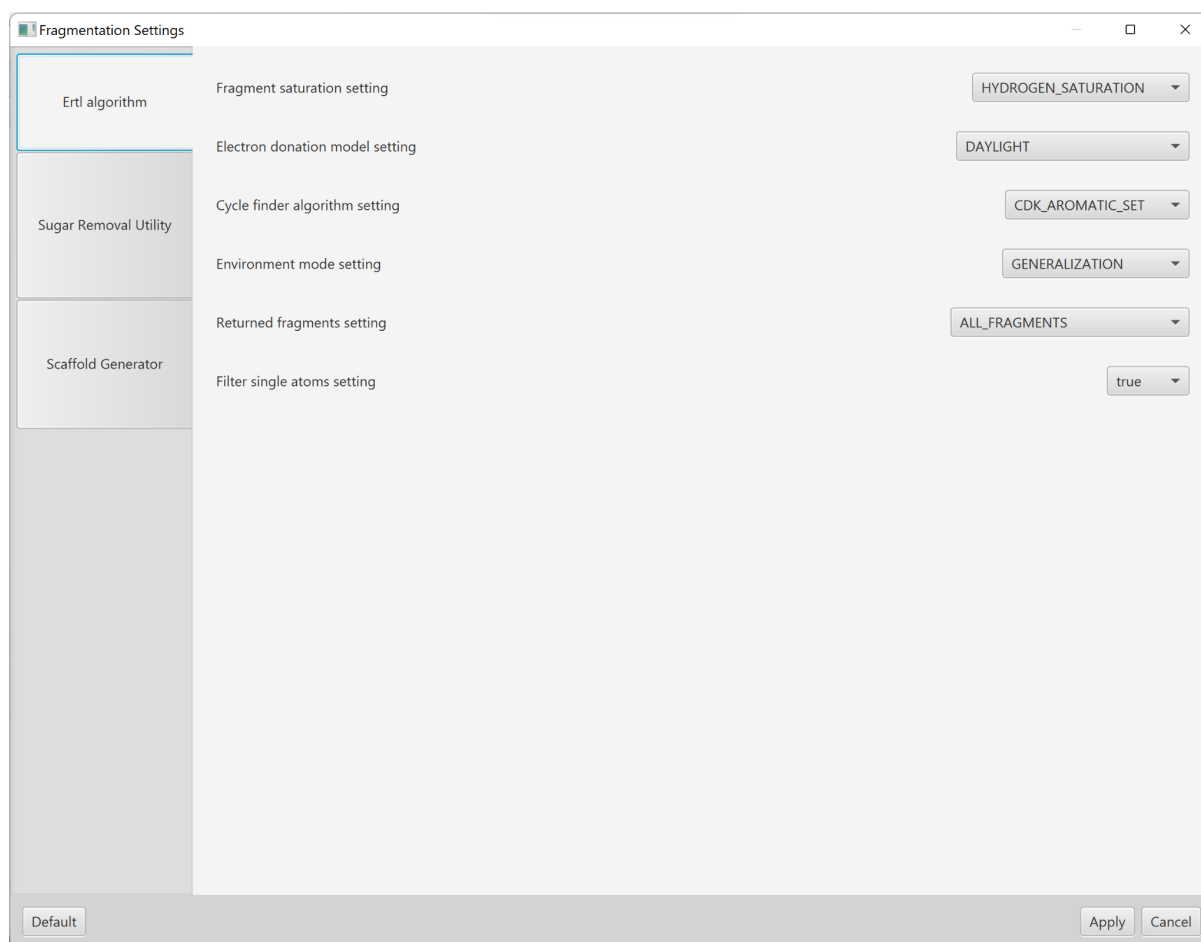 Fragmentation Settings
Ertl algorithm
Sugar Removal Utility
Scaffold Generator
Fragment saturation setting HYDROGEN_SATURATION
Electron donation model setting DAYLIGHT
Cycle finder algorithm setting CDK_AROMATIC_SET
Environment mode setting GENERALIZATION
Returned fragments setting ALL_FRAGMENTS
Filter single atoms setting true
Default Apply Cancel